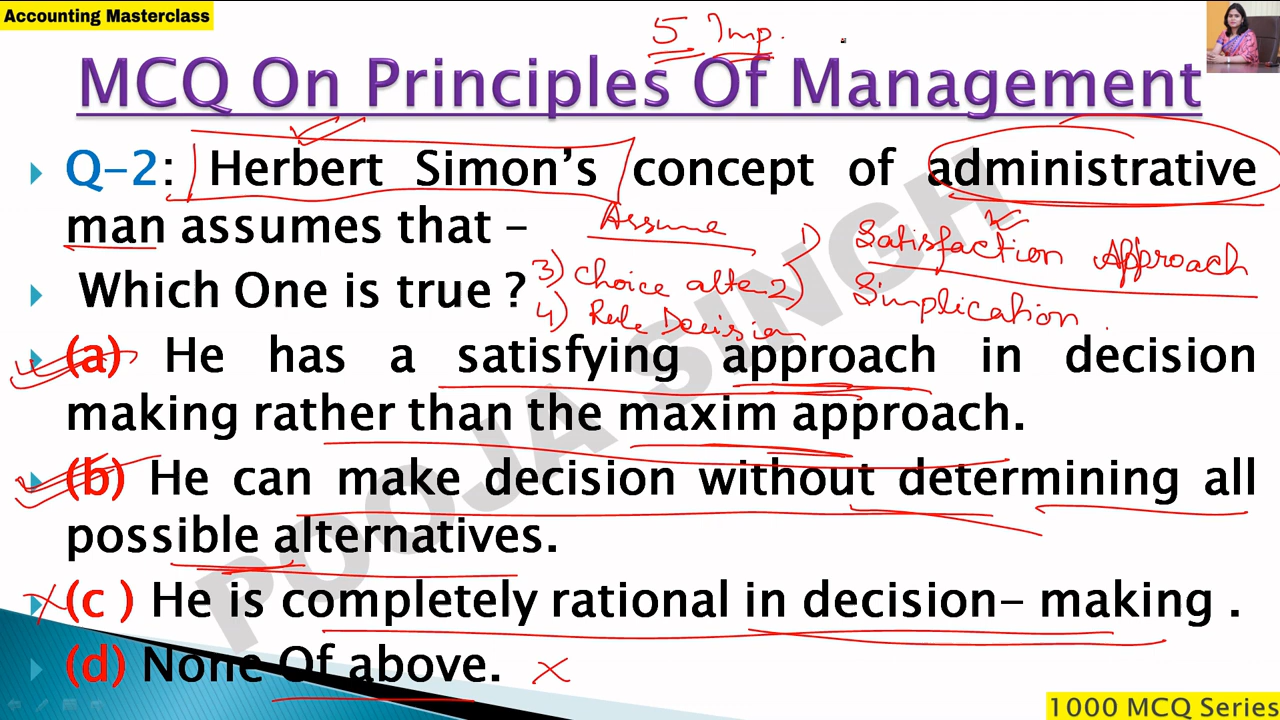 Accounting Masterclass
5 Imp.
MCQ On Principles Of Management
Q-2: Herbert Simon's concept of administrative
man assumes that -
Assume
1) Satisfaction Approach
Which One is true ?
3) choice alter
2) Simplication
4) Rule Decision
(a) He has a satisfying approach in decision
making rather than the maxim approach.
(b) He can make decision without determining all
possible alternatives.
(c ) He is completely rational in decision- making .
(d) None Of above.
POOJA SINGH
1000 MCQ Series